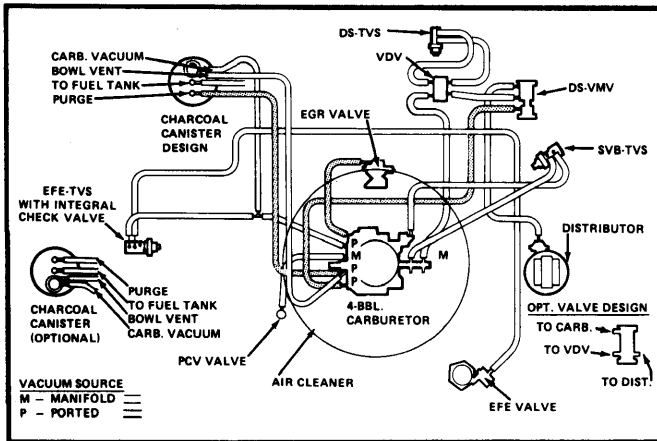 DS-TVS
CARB. VACUUM
BOWL VENT
TO FUEL TANK
PURGE
VDV
DS-VMV
CHARCOAL
CANISTER
DESIGN
EGR VALVE
SVB-TVS
EFE-TVS
WITH INTEGRAL
CHECK VALVE
DISTRIBUTOR
P
M
P
P
M
PURGE
TO FUEL TANK
BOWL VENT
CARB. VACUUM
CHARCOAL
CANISTER
(OPTIONAL)
4-BBL.
CARBURETOR
OPT. VALVE DESIGN
TO CARB.
TO VDV
TO DIST.
PCV VALVE
AIR CLEANER
EFE VALVE
VACUUM SOURCE
M - MANIFOLD
P - PORTED